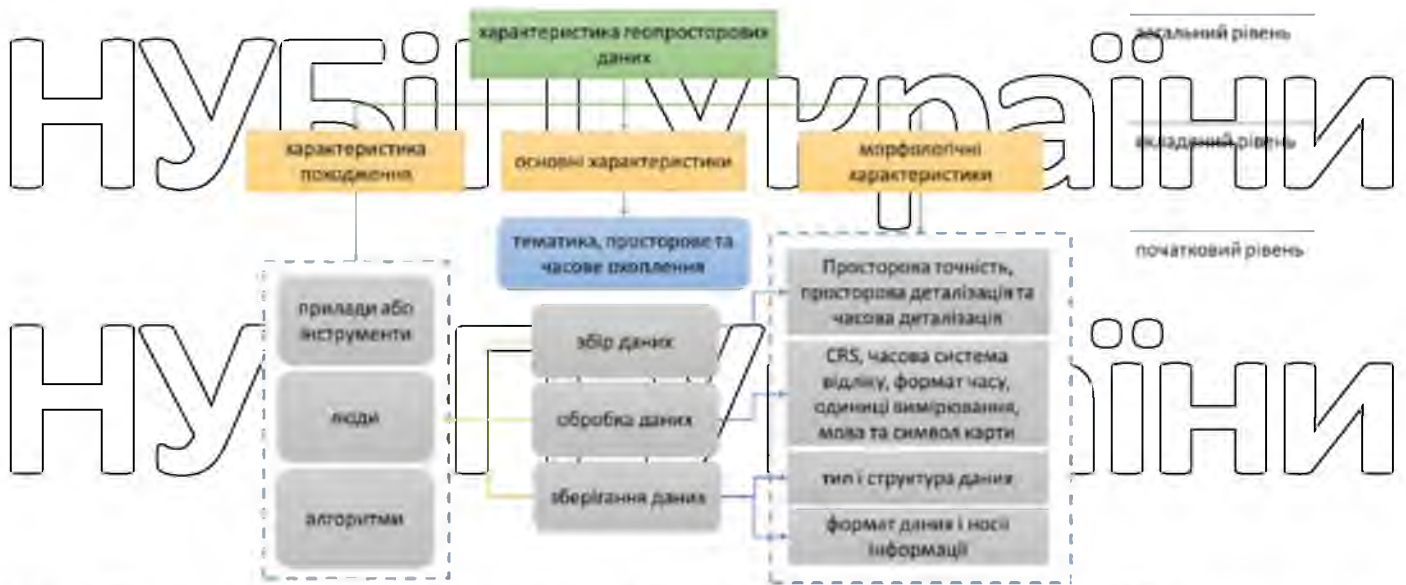 характеристика геопросторових
даних
загальний рівень
НУБіП України
характеристика
походження
основні характеристики
морфологічні
характеристики
вкладений рівень
тематика, просторове та
часове охоплення
початковий рівень
прилади або
інструменти
люди
алгоритми
збір даних
обробка даних
зберігання даних
Просторова точність,
просторова деталізація та
часова деталізація
CRS, часова система
відліку, формат часу,
одиниці вимірювання,
мова та символ карти
тип і структура даних
формат дання і носії
інформації
НУБіП України